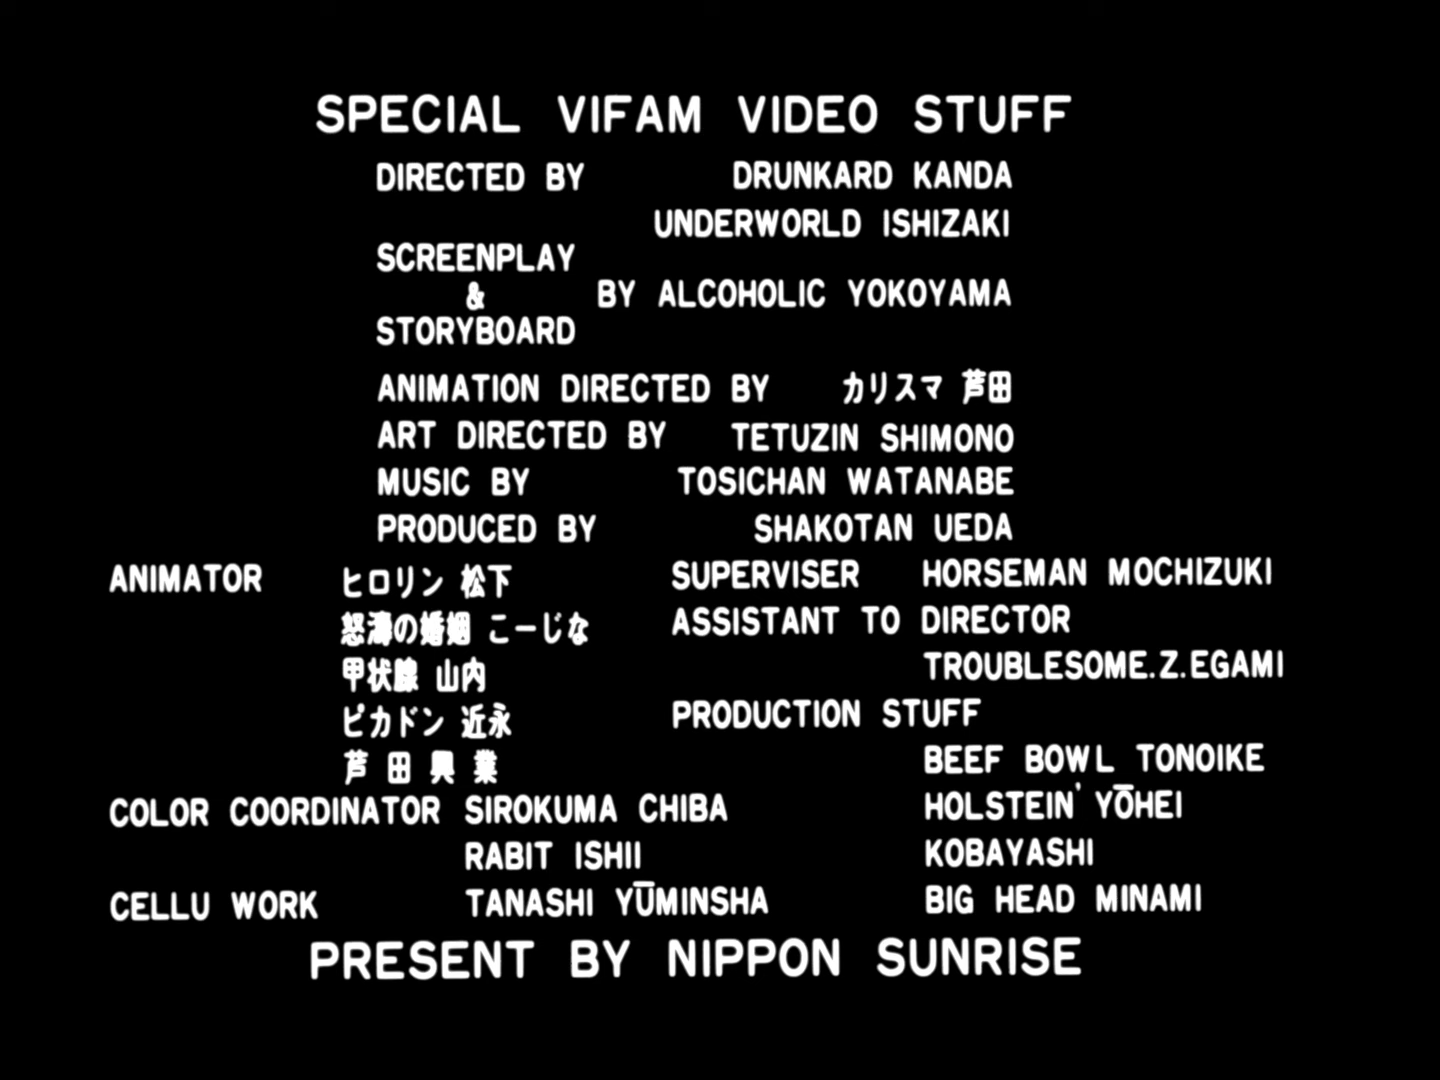 SPECIAL VIFAM VIDEO STUFF
DIRECTED BY DRUNKARD KANDA
UNDERWORLD ISHIZAKI
SCREENPLAY
& BY ALCOHOLIC YOKOYAMA
STORYBOARD
ANIMATION DIRECTED BY カリスマ 芦田
ART DIRECTED BY TETUZIN SHIMONO
MUSIC BY TOSICHAN WATANABE
PRODUCED BY SHAKOTAN UEDA
ANIMATOR ヒロリン 松下
怒濤の婚姻 こーじな
甲状腺 山内
ピカドン 近永
芦田興業
COLOR COORDINATOR SIROKUMA CHIBA
RABIT ISHII
CELLU WORK TANASHI YŪMINSHA
SUPERVISER HORSEMAN MOCHIZUKI
ASSISTANT TO DIRECTOR
TROUBLESOME.Z.EGAMI
PRODUCTION STUFF
BEEF BOWL TONOIKE
HOLSTEIN' YŌHEI
KOBAYASHI
BIG HEAD MINAMI
PRESENT BY NIPPON SUNRISE